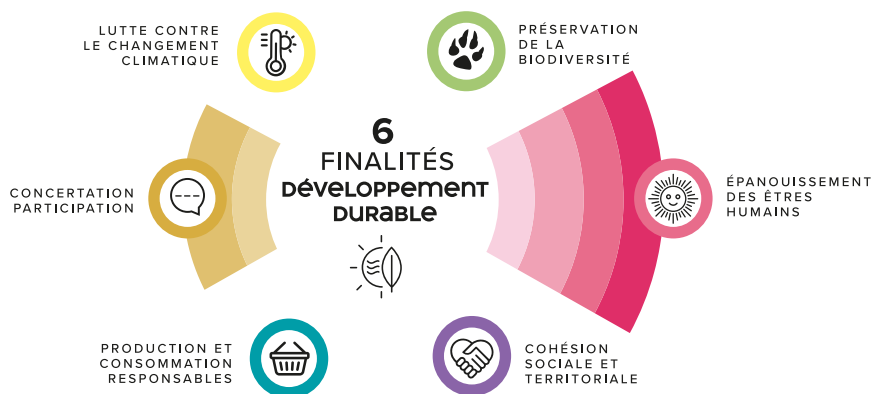 LUTTE CONTRE
LE CHANGEMENT
CLIMATIQUE
PRÉSERVATION
DE LA
BIODIVERSITÉ
6
FINALITÉS
DéVeLOPPemeNT
DURaBLe
CONCERTATION
PARTICIPATION
ÉPANOUISSEMENT
DES ÊTRES
HUMAINS
PRODUCTION ET
CONSOMMATION
RESPONSABLES
COHÉSION
SOCIALE ET
TERRITORIALE